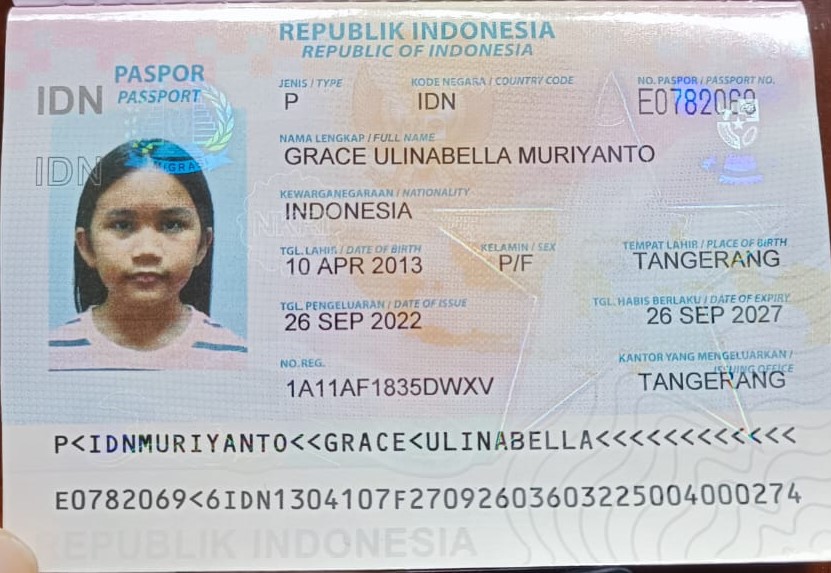 REPUBLIK INDONESIA
REPUBLIC OF INDONESIA
PASPOR
PASSPORT
IDN
IDN
JENIS / TYPE KODE NEGARA / COUNTRY CODE NO. PASPOR / PASSPORT NO.
P IDN E0782069
NAMA LENGKAP / FULL NAME
GRACE ULINABELLA MURIYANTO
KEWARGANEGARAAN / NATIONALITY
INDONESIA
TGL. LAHIR / DATE OF BIRTH KELAMIN / SEX TEMPAT LAHIR / PLACE OF BIRTH
10 APR 2013 P/F TANGERANG
TGL. PENGELUARAN / DATE OF ISSUE TGL. HABIS BERLAKU / DATE OF EXPIRY
26 SEP 2022 26 SEP 2027
NO. REG. KANTOR YANG MENGELUARKAN /
ISSUING OFFICE
1A11AF1835DWXV TANGERANG
P<IDNMURIYANTO<<GRACE<ULINABELLA<<<<<<<<<<<<
E0782069<6IDN1304107F270926036303225004000274
REPUBLIK INDONESIA